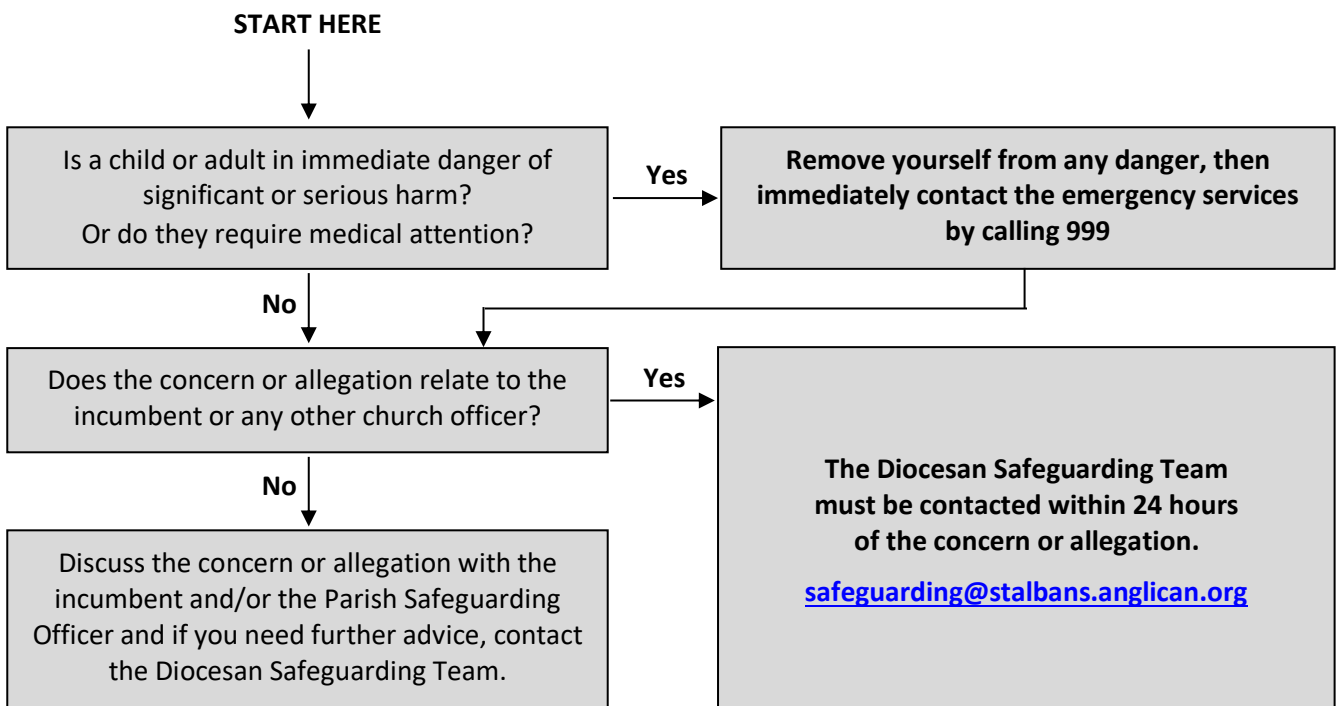 START HERE
Is a child or adult in immediate danger of
significant or serious harm?
Or do they require medical attention?
Yes
Remove yourself from any danger, then
immediately contact the emergency services
by calling 999
No
Does the concern or allegation relate to the
incumbent or any other church officer?
Yes
The Diocesan Safeguarding Team
must be contacted within 24 hours
of the concern or allegation.
safeguarding@stalbans.anglican.org
No
Discuss the concern or allegation with the
incumbent and/or the Parish Safeguarding
Officer and if you need further advice, contact
the Diocesan Safeguarding Team.